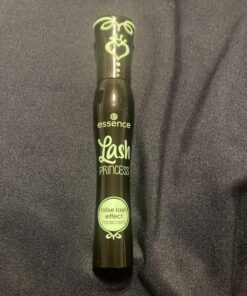 essence
Lash
PRINCESS
false lash
effect
mascara